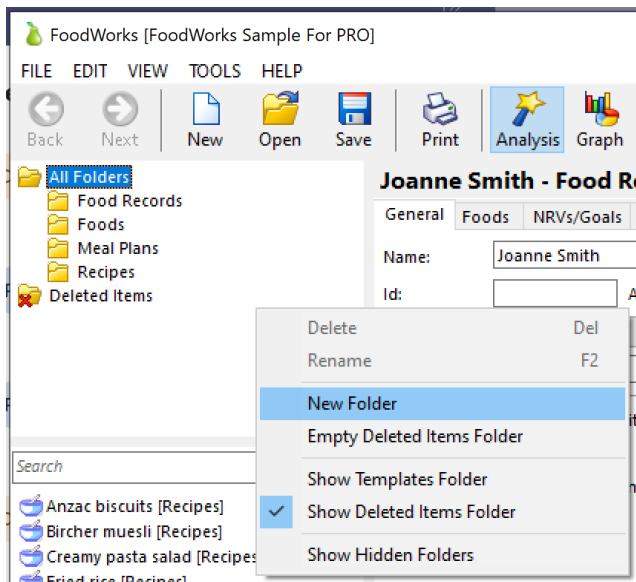 FoodWorks [FoodWorks Sample For PRO]
FILE EDIT VIEW TOOLS HELP
Back Next New Open Save Print Analysis Graph
All Folders
Food Records
Foods
Meal Plans
Recipes
Deleted Items
Joanne Smith - Food R
General Foods NRVs/Goals
Name: Joanne Smith
Id:
Delete Del
Rename F2
New Folder
Empty Deleted Items Folder
Show Templates Folder
Show Deleted Items Folder
Show Hidden Folders
Search
Anzac biscuits [Recipes]
Bircher muesli [Recipes]
Creamy pasta salad [Recipes
Fried rice [Recipes]